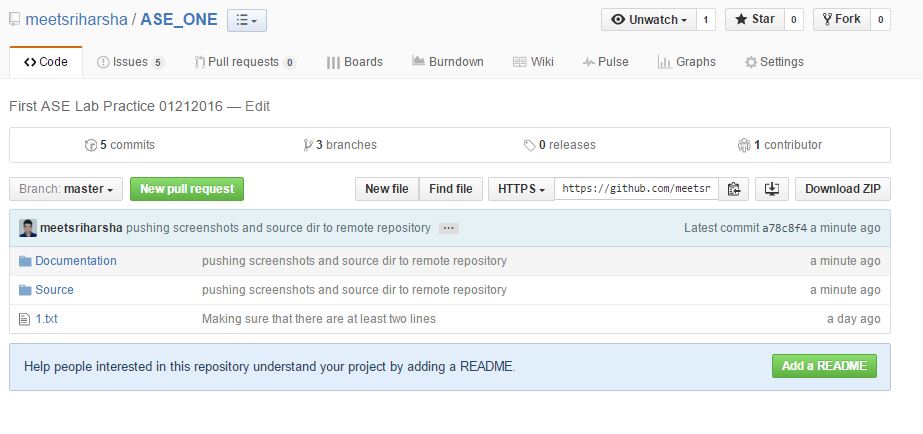 meetsriharsha / ASE_ONE Unwatch 1 Star 0 Fork 0
Code Issues 5 Pull requests 0 Boards Burndown Wiki Pulse Graphs Settings
First ASE Lab Practice 01212016 — Edit
5 commits 3 branches 0 releases 1 contributor
Branch: master New pull request New file Find file HTTPS https://github.com/meetsr Download ZIP
meetsriharsha pushing screenshots and source dir to remote repository ... Latest commit a78c8f4 a minute ago
Documentation pushing screenshots and source dir to remote repository a minute ago
Source pushing screenshots and source dir to remote repository a minute ago
1.txt Making sure that there are at least two lines a day ago
Help people interested in this repository understand your project by adding a README. Add a README